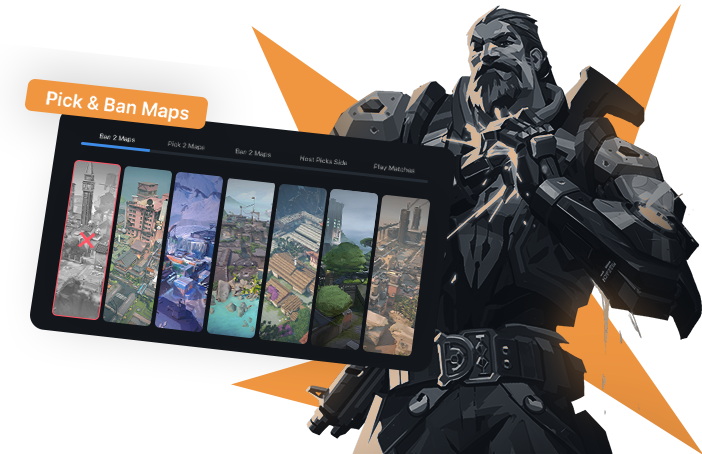 Pick & Ban Maps
Ban 2 Maps
Pick 2 Maps
Ban 2 Maps
Host Picks Side
Play Matches